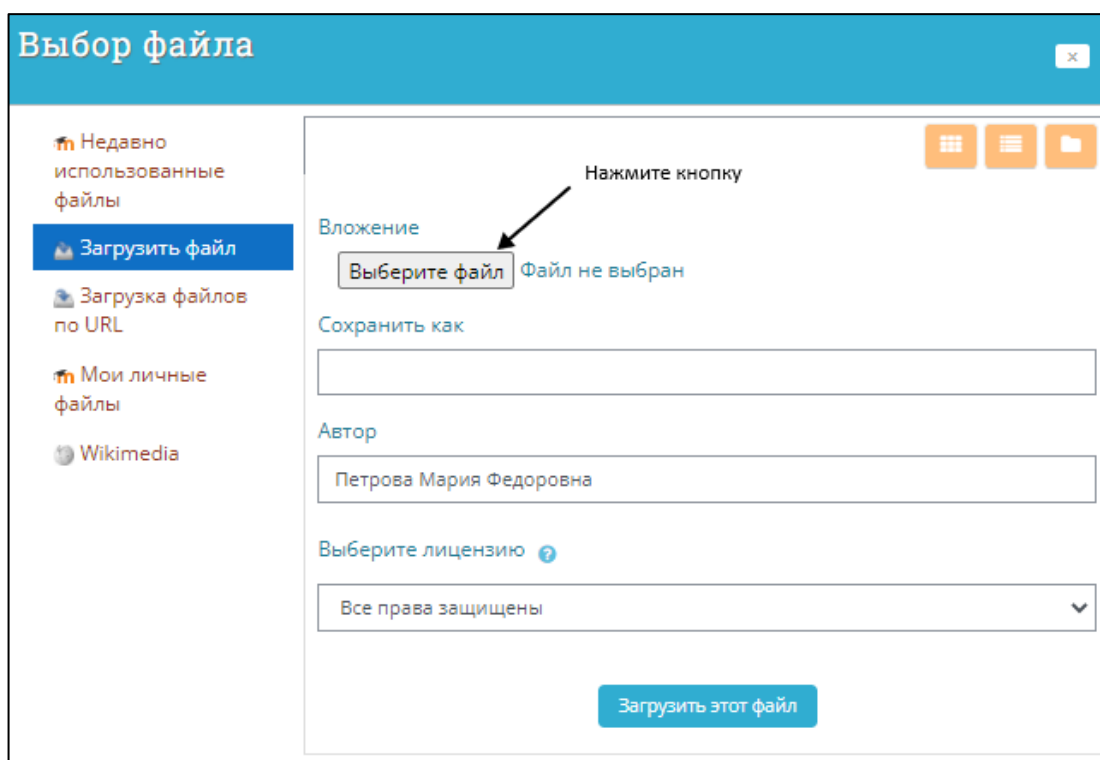 Выбор файла
Недавно
использованные
файлы
Загрузить файл
Загрузка файлов
по URL
Мои личные
файлы
Wikimedia
Нажмите кнопку
Вложение
Выберите файл Файл не выбран
Сохранить как
Автор
Петрова Мария Федоровна
Выберите лицензию ?
Все права защищены
Загрузить этот файл